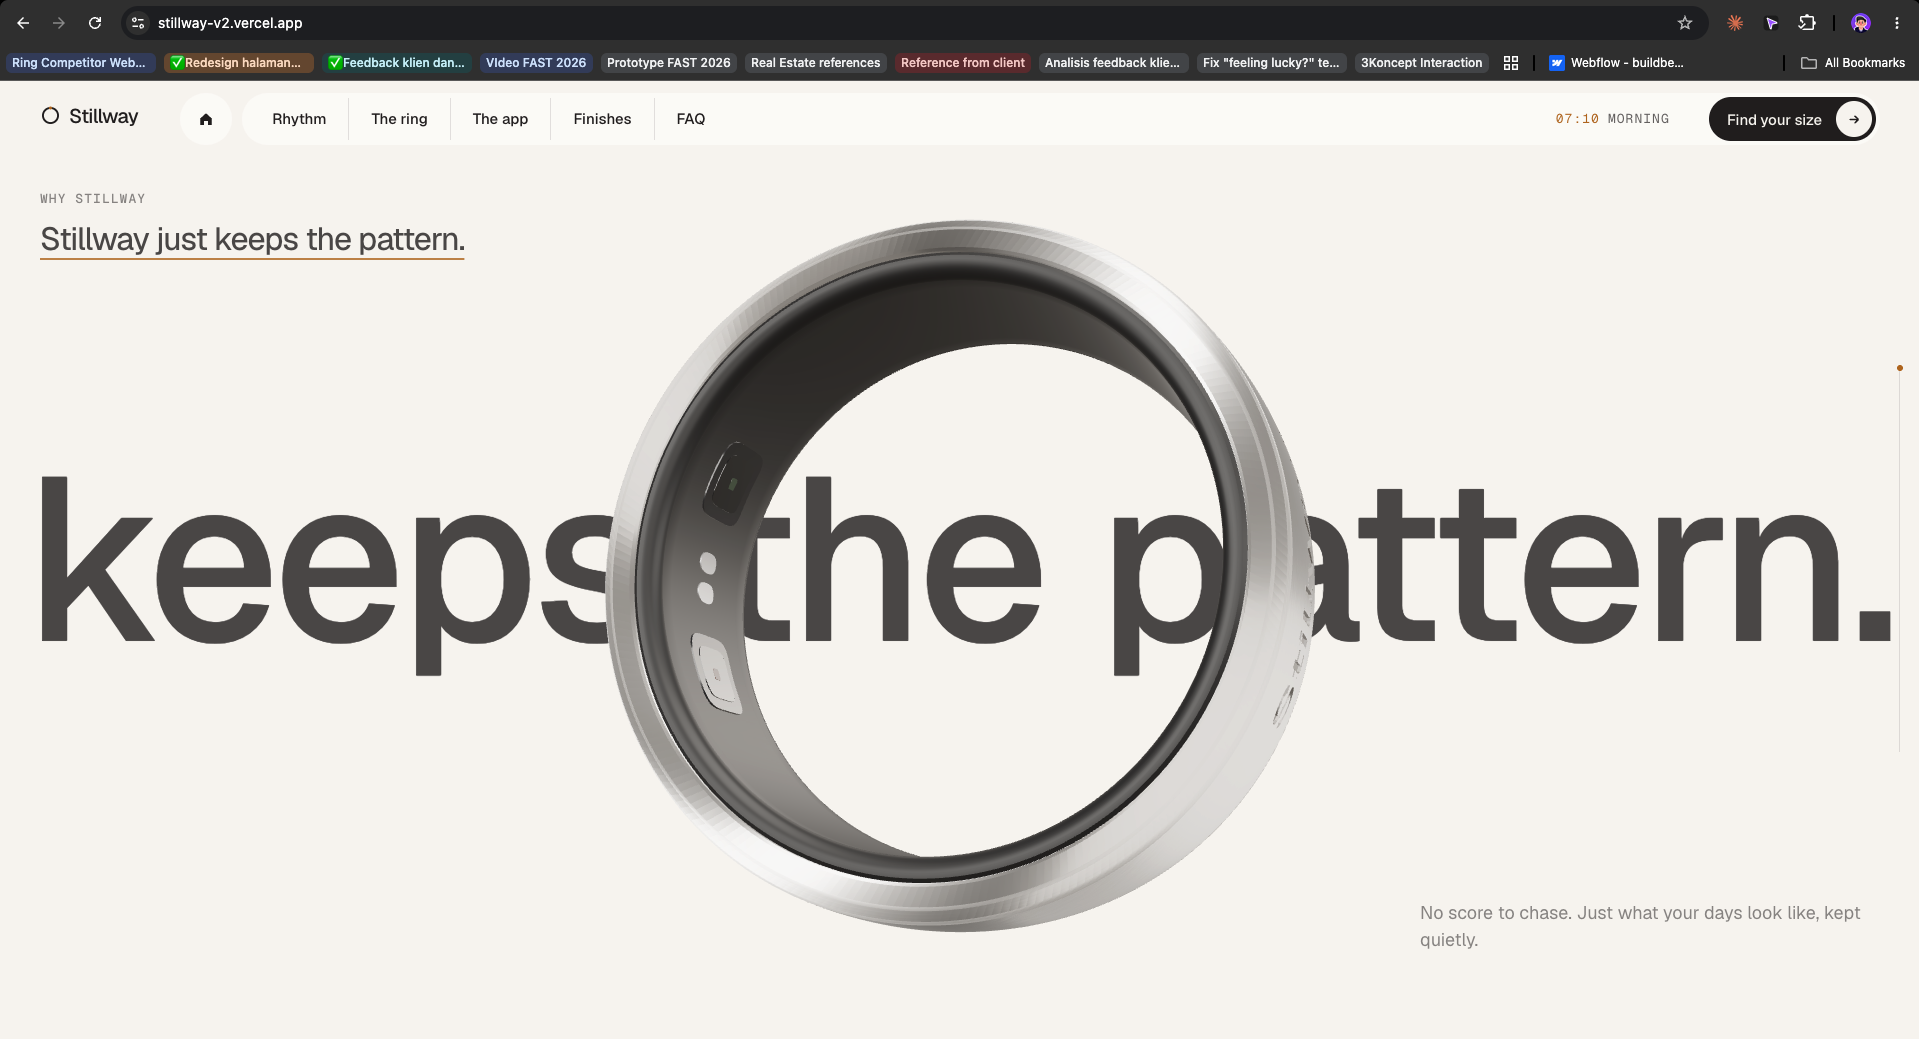 stillway-v2.vercel.app
Ring Competitor Web...
✅Redesign halaman...
✅Feedback klien dan...
VIdeo FAST 2026
Prototype FAST 2026
Real Estate references
Reference from client
Analisis feedback klie...
Fix "feeling lucky?" te...
3Koncept Interaction
Webflow - buildbe...
All Bookmarks
Stillway
Rhythm
The ring
The app
Finishes
FAQ
07:10 MORNING
Find your size
WHY STILLWAY
Stillway just keeps the pattern.
keeps the pattern.
No score to chase. Just what your days look like, kept
quietly.